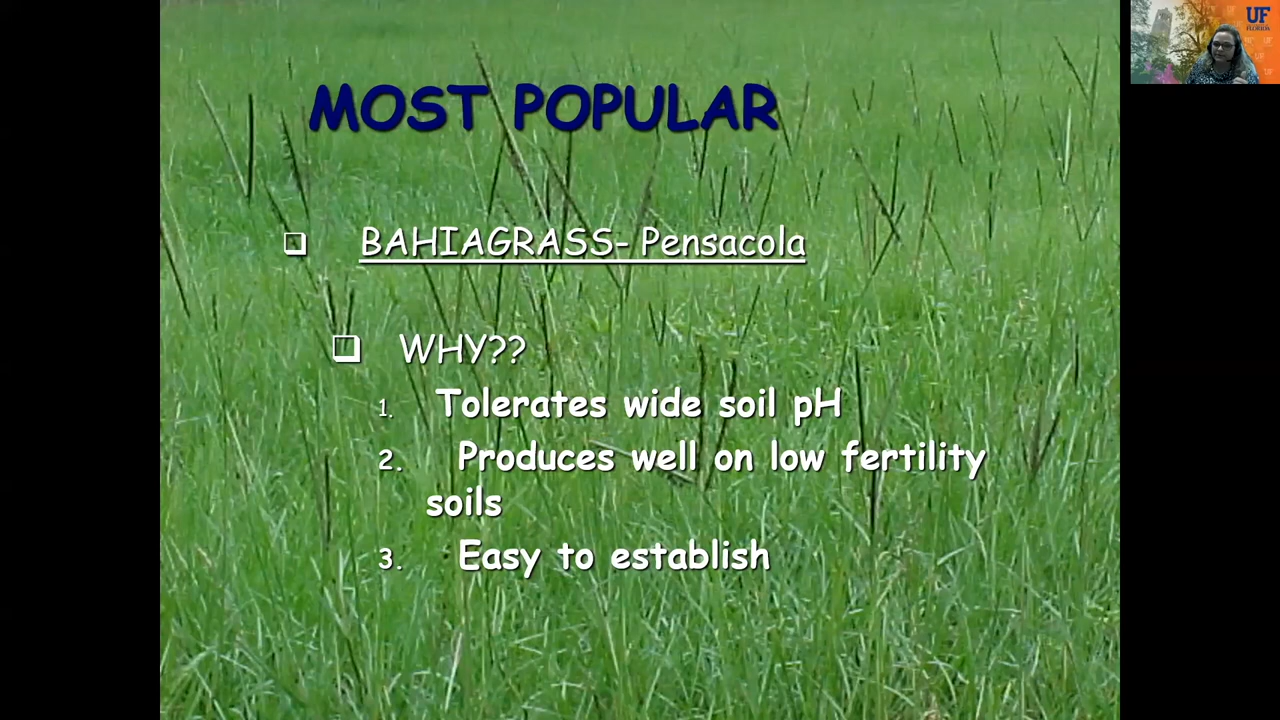 UF
FLORIDA
MOST POPULAR
BAHIAGRASS- Pensacola
WHY??
1. Tolerates wide soil pH
2. Produces well on low fertility
soils
3. Easy to establish